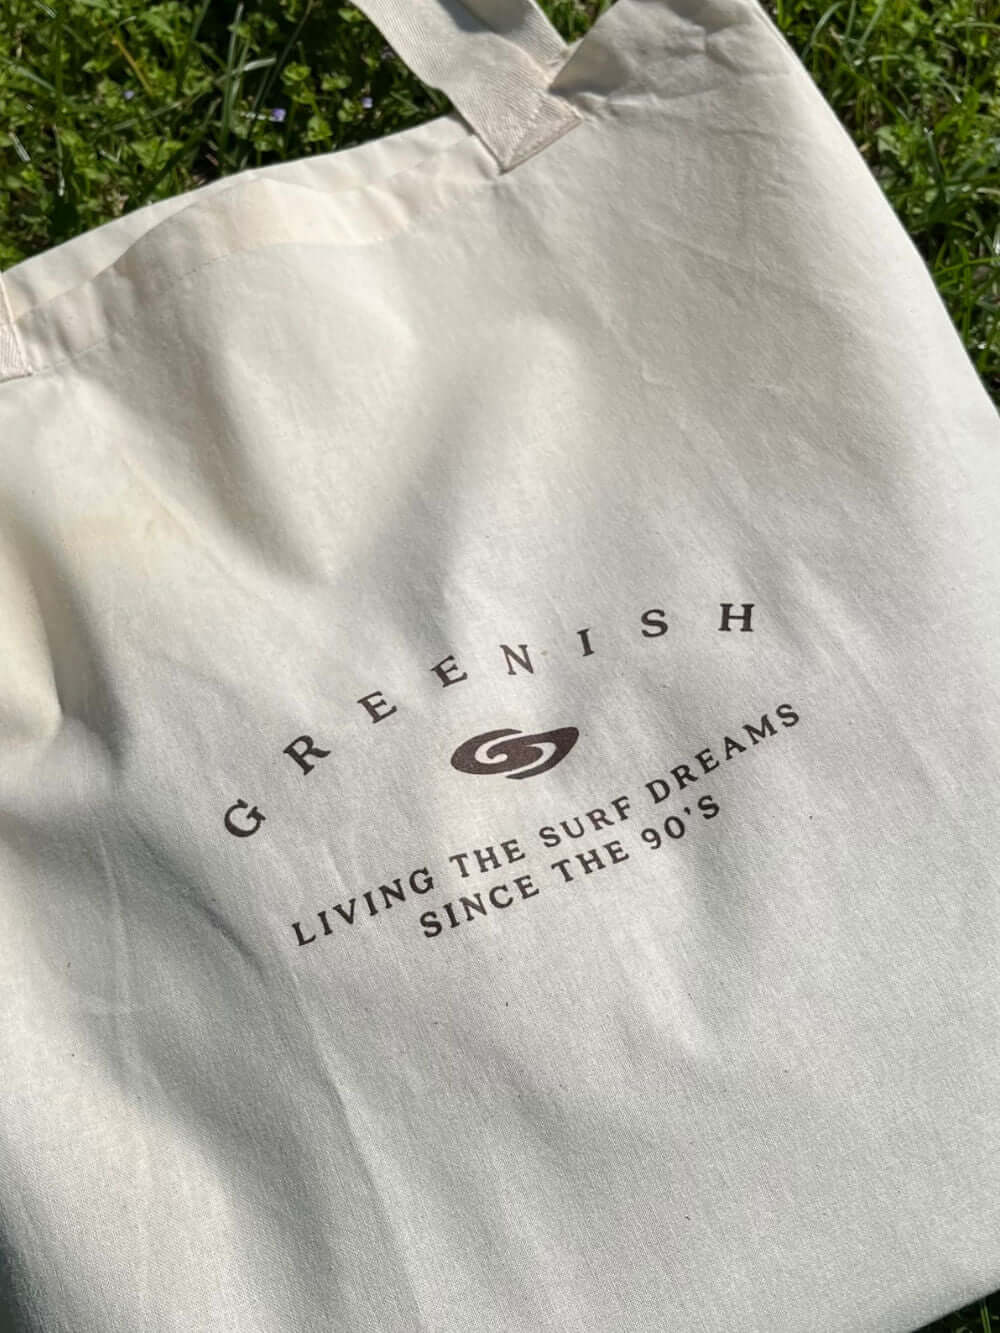 GREENISH
LIVING THE SURF DREAMS
SINCE THE 90'S